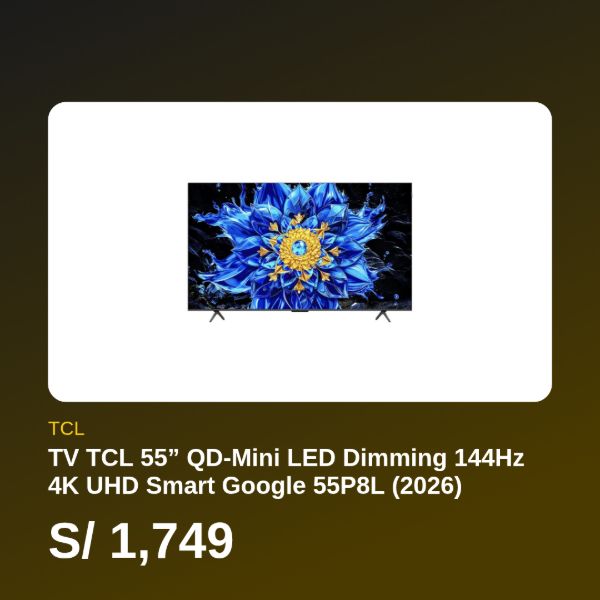 TCL
TV TCL 55” QD-Mini LED Dimming 144Hz
4K UHD Smart Google 55P8L (2026)
S/ 1,749